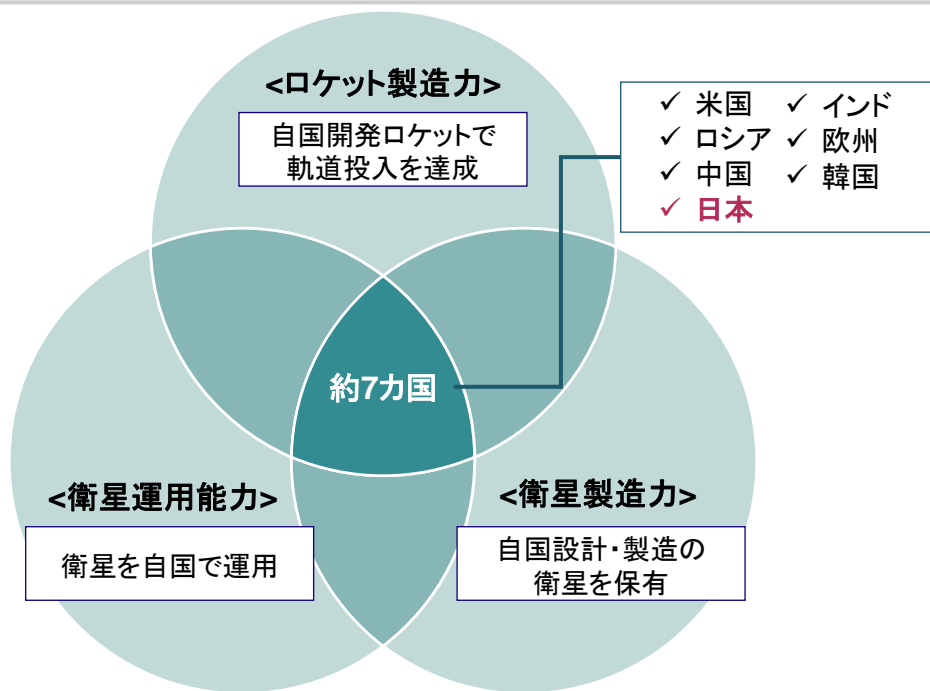 <ロケット製造力>
自国開発ロケットで
軌道投入を達成
✓ 米国 ✓ インド
✓ ロシア ✓ 欧州
✓ 中国 ✓ 韓国
✓ 日本
約7カ国
<衛星運用能力>
衛星を自国で運用
<衛星製造力>
自国設計・製造の
衛星を保有